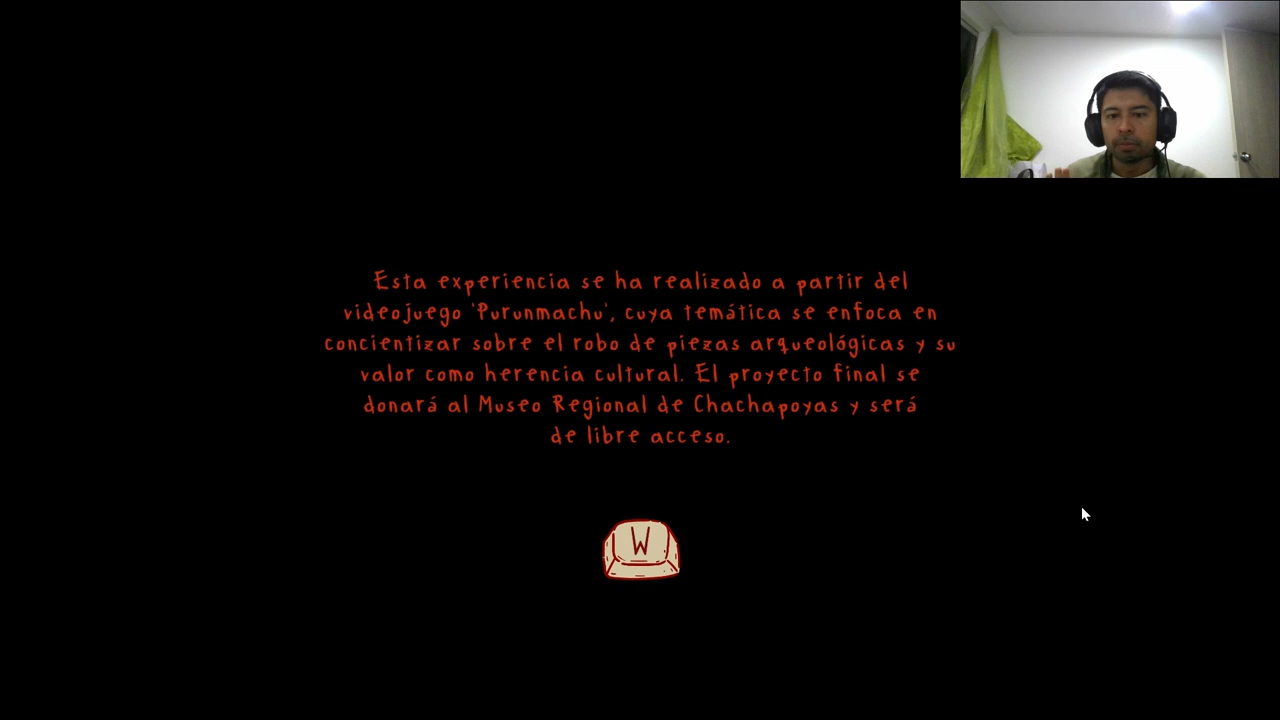 Esta experiencia se ha realizado a partir del
videojuego 'Purunmachu', cuya temática se enfoca en
concientizar sobre el robo de piezas arqueológicas y su
valor como herencia cultural. El proyecto final se
donará al Museo Regional de Chachapoyas y será
de libre acceso.
W